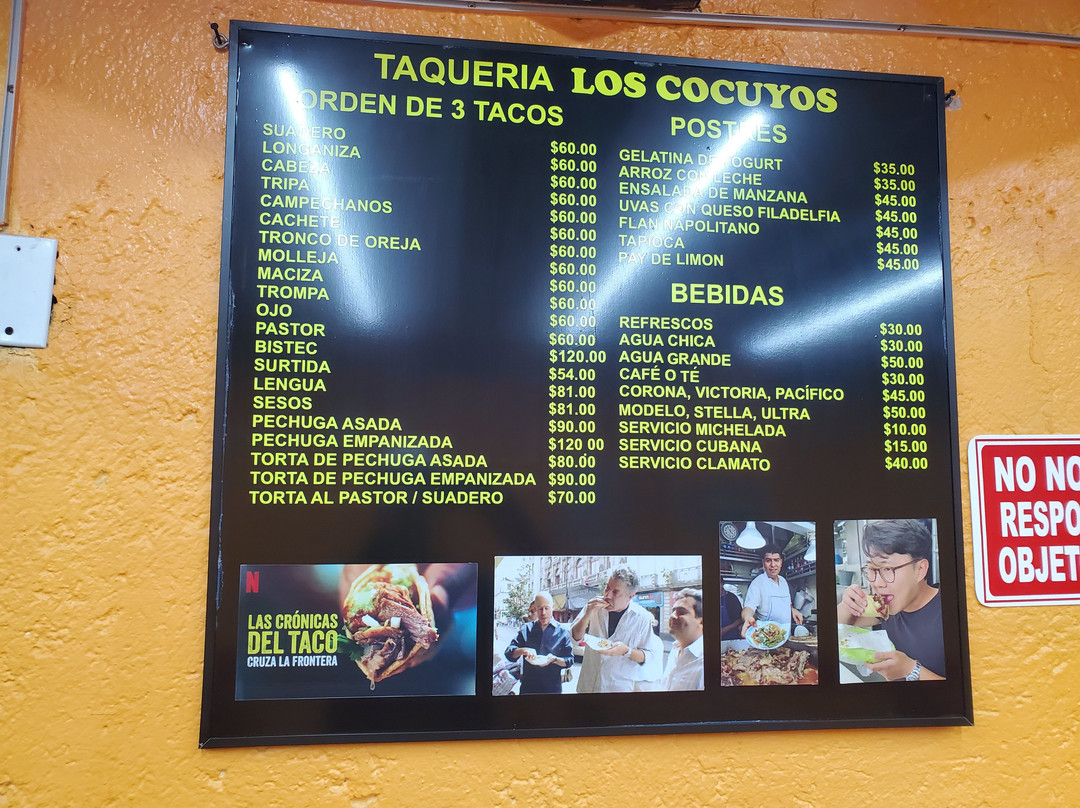 TAQUERIA LOS COCUYOS
ORDEN DE 3 TACOS
SUADERO $60.00
LONGANIZA $60.00
CABEZA $60.00
TRIPA $60.00
CAMPECHANOS $60.00
CACHETE $60.00
TRONCO DE OREJA $60.00
MOLLEJA $60.00
MACIZA $60.00
TROMPA $60.00
OJO $60.00
PASTOR $60.00
BISTEC $120.00
SURTIDA $54.00
LENGUA $81.00
SESOS $81.00
PECHUGA ASADA $90.00
PECHUGA EMPANIZADA $120 00
TORTA DE PECHUGA ASADA $80.00
TORTA DE PECHUGA EMPANIZADA $90.00
TORTA AL PASTOR / SUADERO $70.00
POSTRES
GELATINA DE YOGURT $35.00
ARROZ CON LECHE $35.00
ENSALADA DE MANZANA $45.00
UVAS CON QUESO FILADELFIA $45.00
FLAN NAPOLITANO $45.00
TAPIOCA $45.00
PAY DE LIMON $45.00
BEBIDAS
REFRESCOS $30.00
AGUA CHICA $30.00
AGUA GRANDE $50.00
CAFÉ O TÉ $30.00
CORONA, VICTORIA, PACÍFICO $45.00
MODELO, STELLA, ULTRA $50.00
SERVICIO MICHELADA $10.00
SERVICIO CUBANA $15.00
SERVICIO CLAMATO $40.00
N
LAS CRÓNICAS
DEL TACO
CRUZA LA FRONTERA
NO NO
RESPO
OBJET